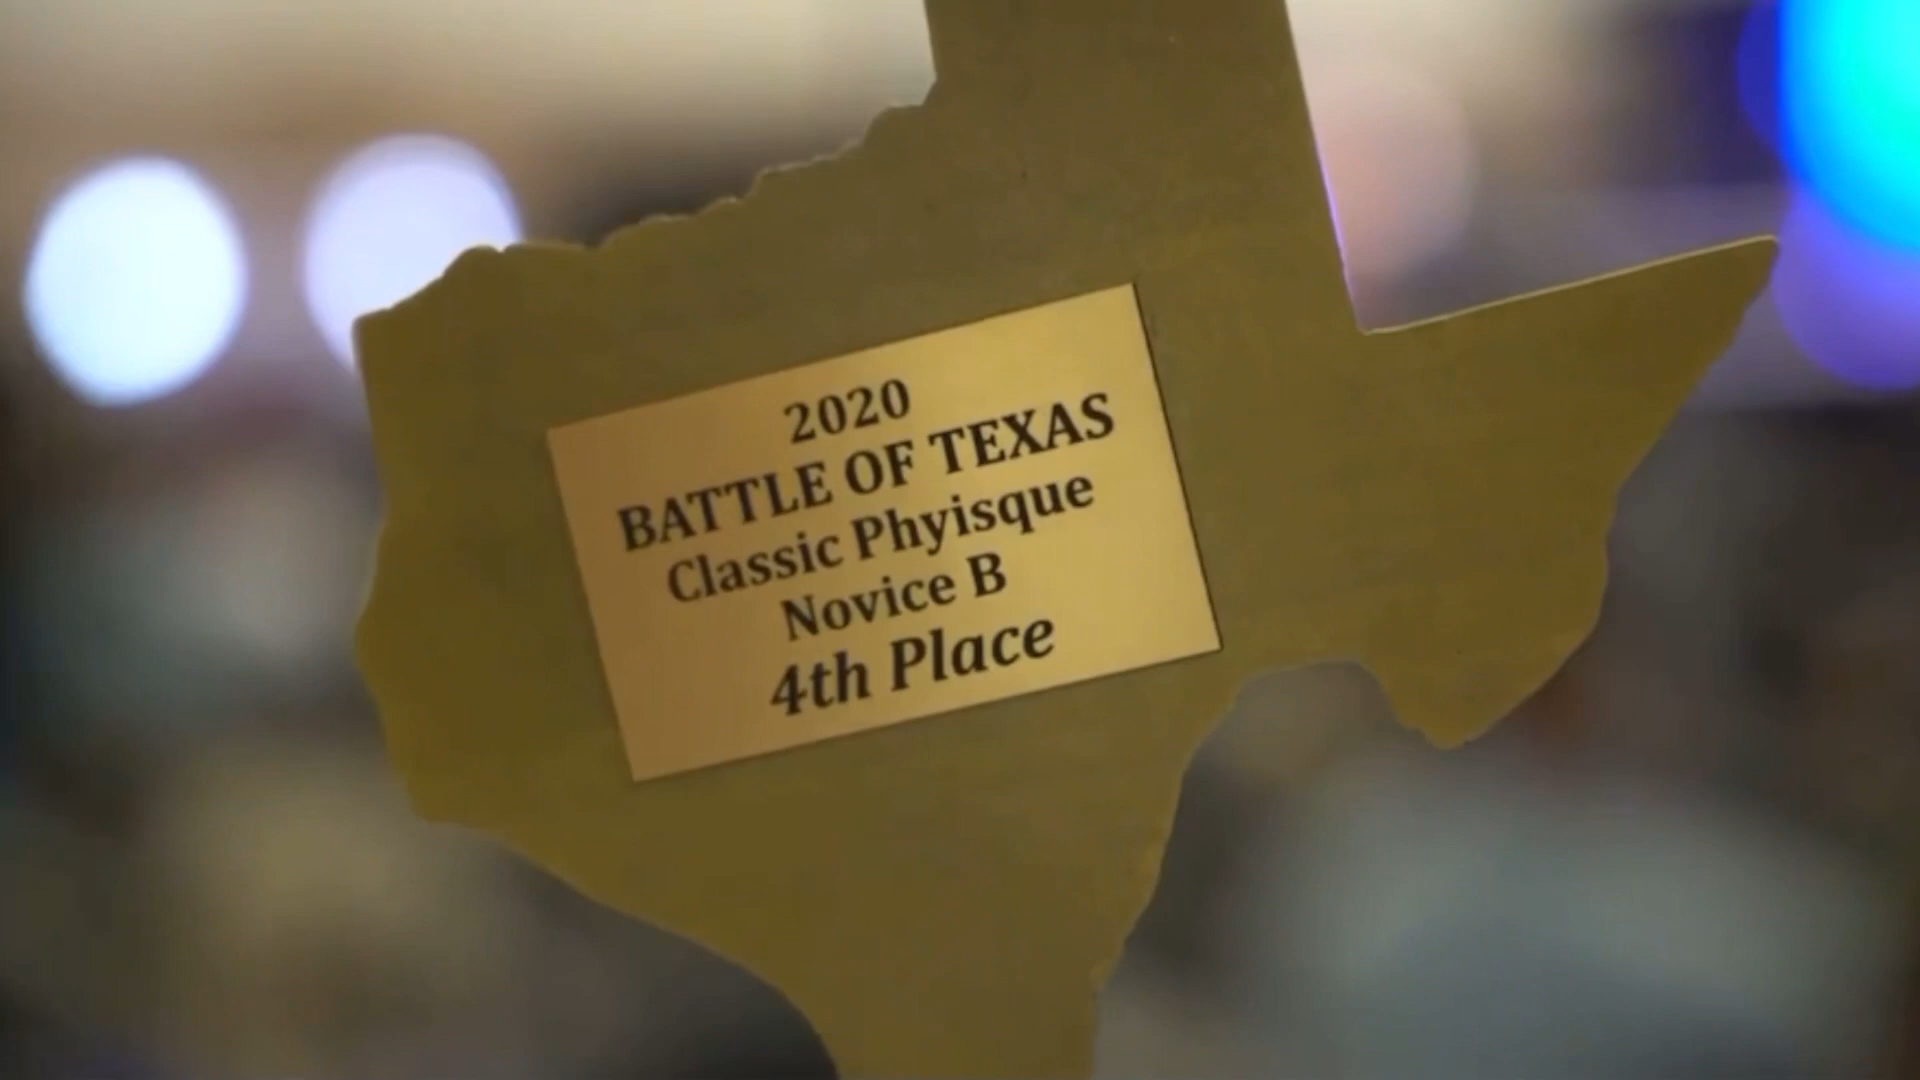 2020
BATTLE OF TEXAS
Classic Phyisque
Novice B
4th Place